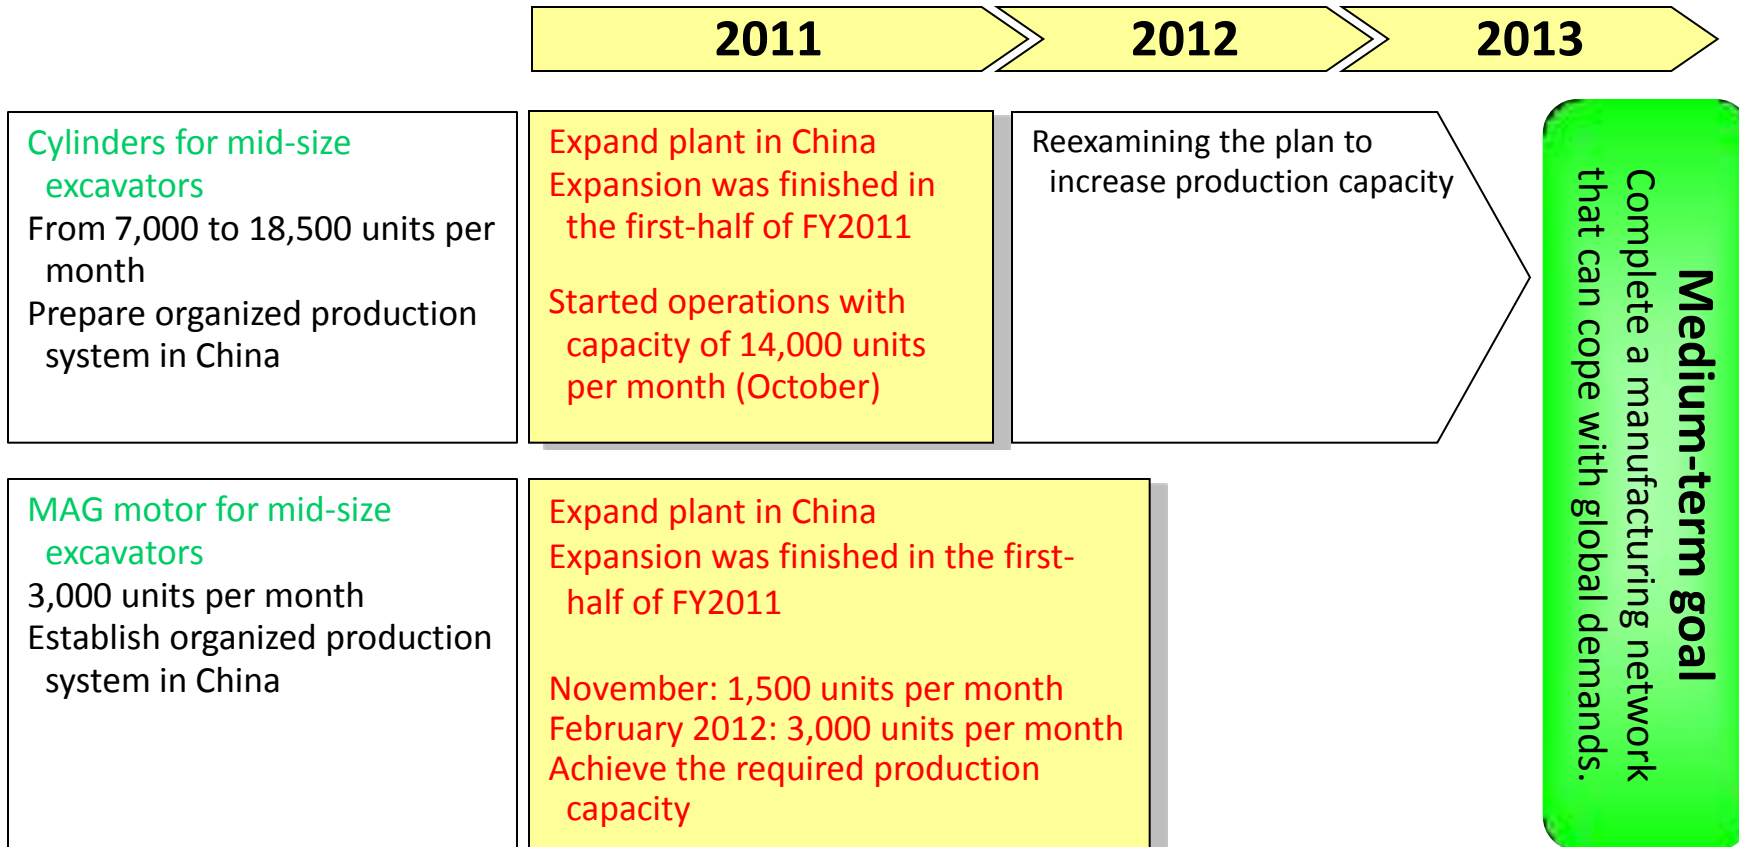 2011
2012
2013
Cylinders for mid-size
excavators
From 7,000 to 18,500 units per
month
Prepare organized production
system in China
Expand plant in China
Expansion was finished in
the first-half of FY2011
Started operations with
capacity of 14,000 units
per month (October)
Reexamining the plan to
increase production capacity
MAG motor for mid-size
excavators
3,000 units per month
Establish organized production
system in China
Expand plant in China
Expansion was finished in the first-
half of FY2011
November: 1,500 units per month
February 2012: 3,000 units per month
Achieve the required production
capacity
Medium-term goal
Complete a manufacturing network
that can cope with global demands.